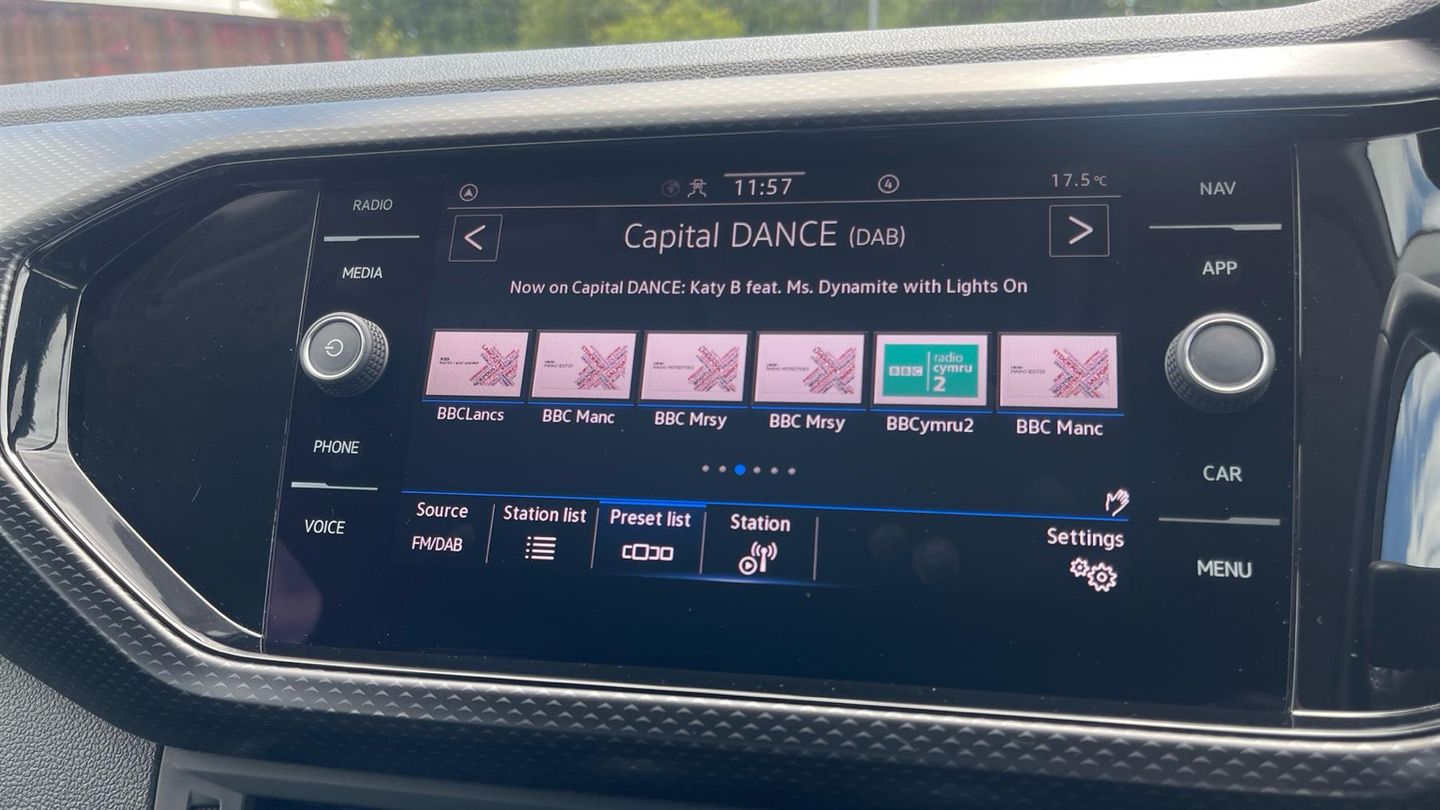 RADIO
MEDIA
PHONE
VOICE
11:57
4
17.5°C
<
Capital DANCE (DAB)
>
Now on Capital DANCE: Katy B feat. Ms. Dynamite with Lights On
BBC radio cymru 2
BBCLancs
BBC Manc
BBC Mrsy
BBC Mrsy
BBCymru2
BBC Manc
Source
FM/DAB
Station list
Preset list
Station
Settings
NAV
APP
CAR
MENU